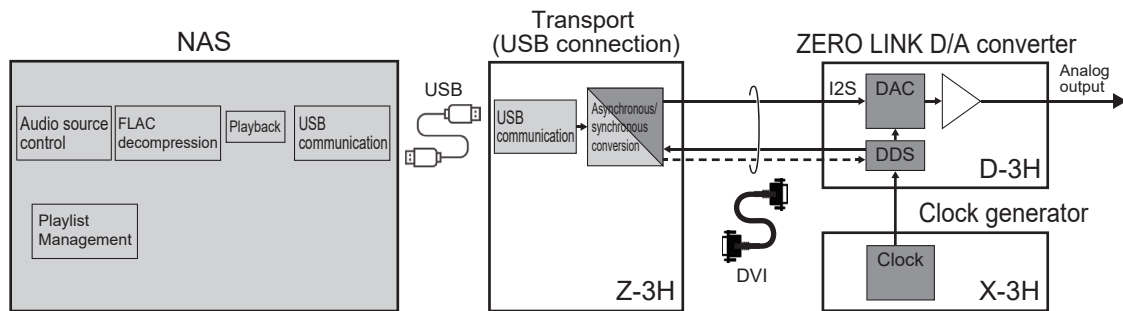 NAS
Audio source
control
FLAC
decompression
Playback
USB
communication
Playlist
Management
USB
Transport
(USB connection)
USB
communication
Asynchronous/
synchronous
conversion
Z-3H
DVI
ZERO LINK D/A converter
I2S
DAC
DDS
D-3H
Analog
output
Clock generator
Clock
X-3H